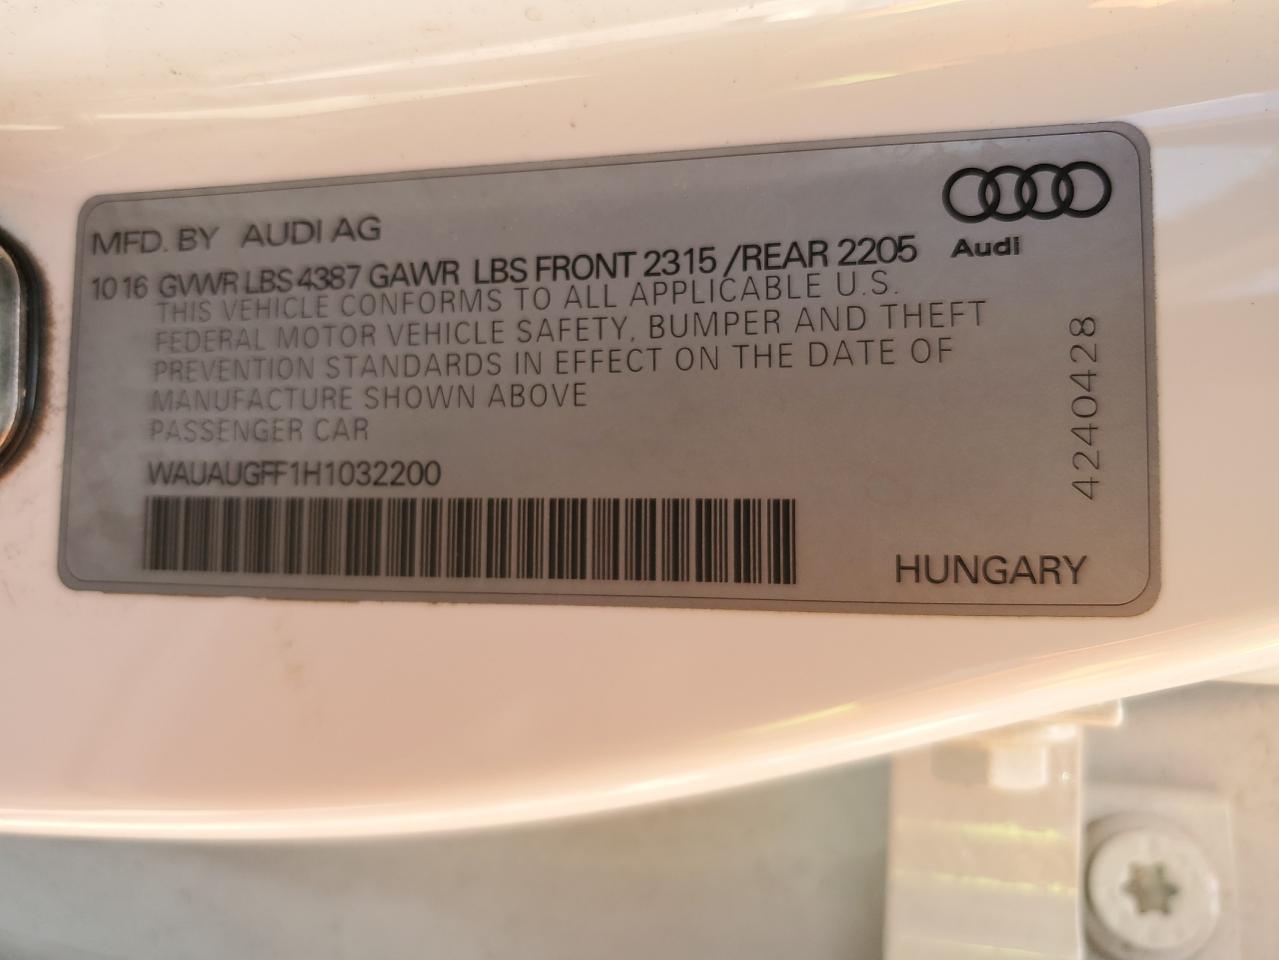 MFD. BY AUDI AG
10 16 GVWR LBS 4387 GAWR LBS FRONT 2315 /REAR 2205
Audi
THIS VEHICLE CONFORMS TO ALL APPLICABLE U.S.
FEDERAL MOTOR VEHICLE SAFETY, BUMPER AND THEFT
PREVENTION STANDARDS IN EFFECT ON THE DATE OF
MANUFACTURE SHOWN ABOVE
PASSENGER CAR
WAUAUGFF1H1032200
42404428
HUNGARY